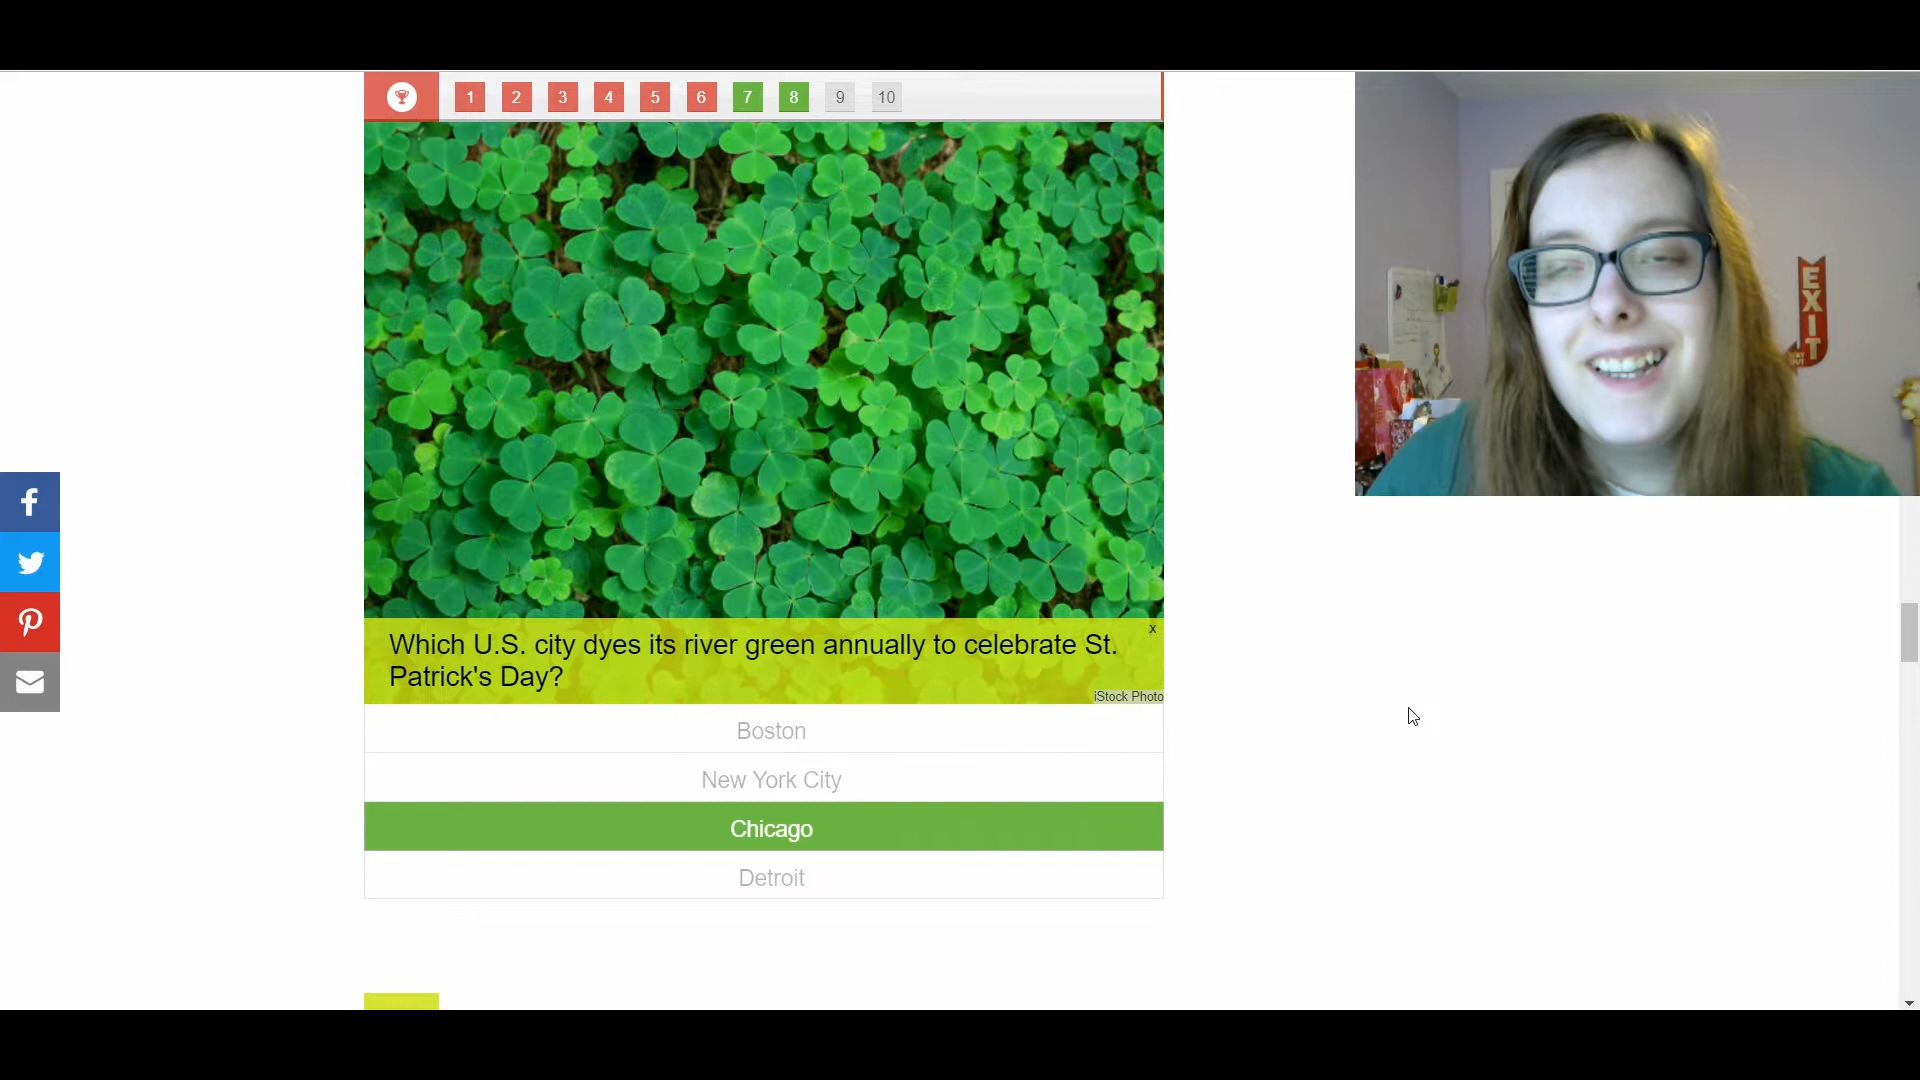 1 2 3 4 5 6 7 8 9 10
EXIT
Which U.S. city dyes its river green annually to celebrate St.
Patrick's Day?
x
iStock Photo
Boston
New York City
Chicago
Detroit